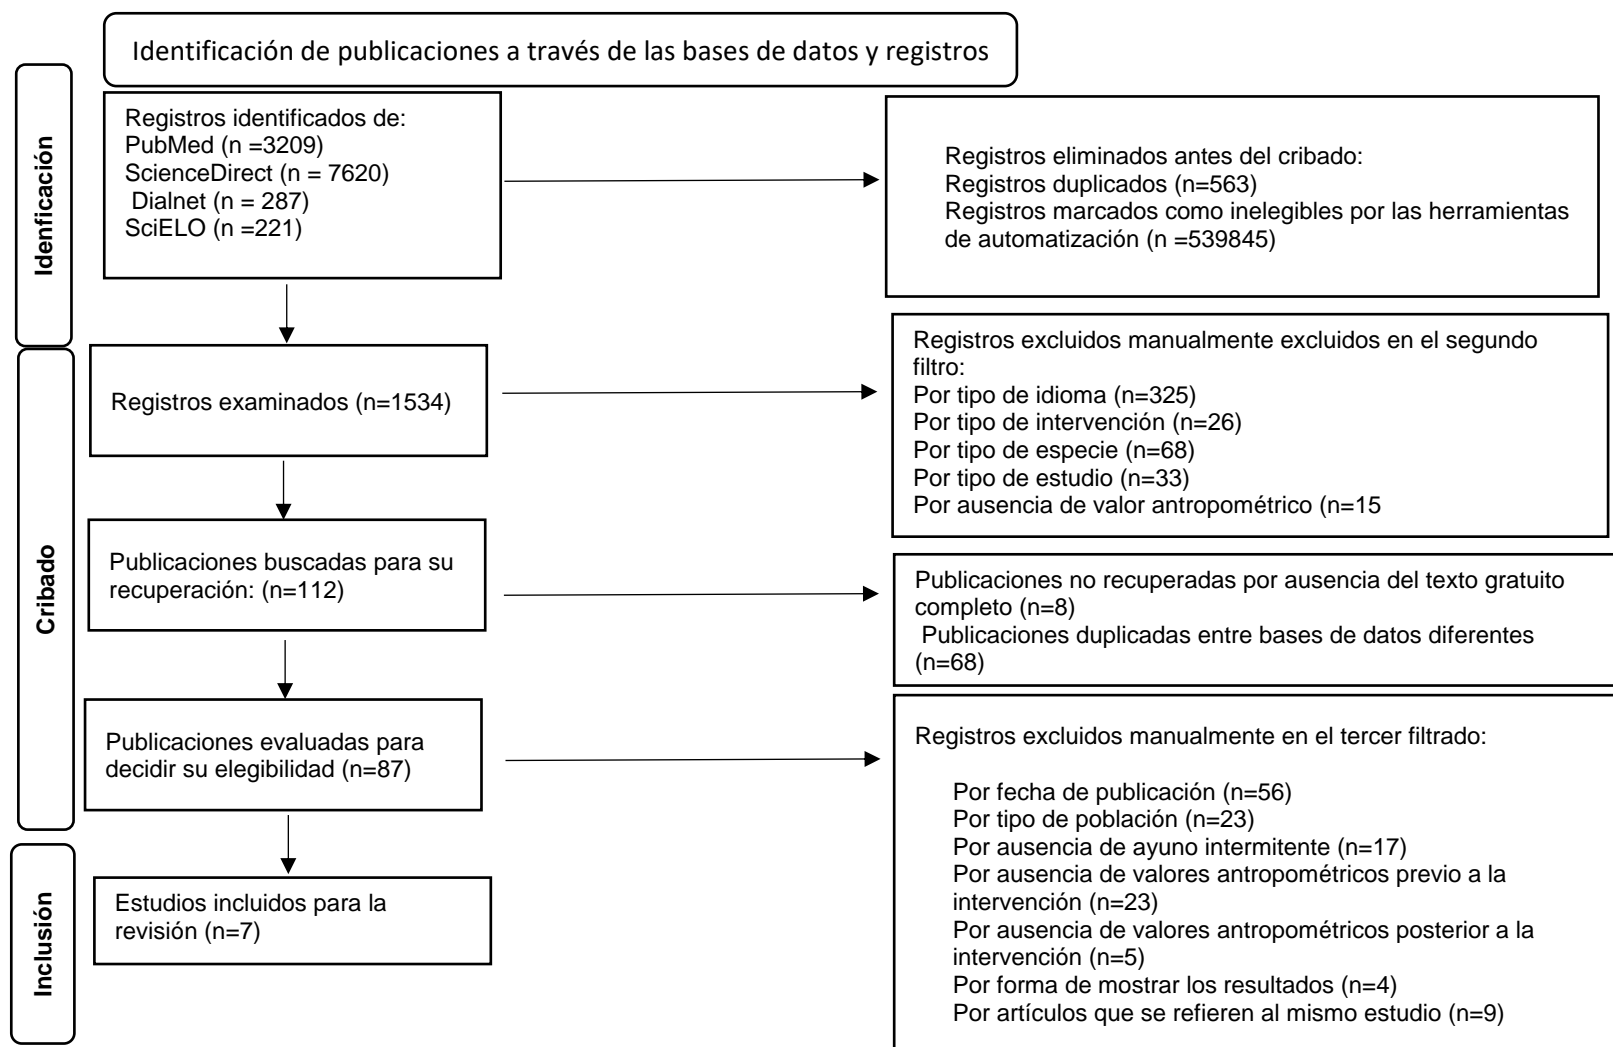 Identificación de publicaciones a través de las bases de datos y registros
Idenficación
Registros identificados de:
PubMed (n =3209)
ScienceDirect (n = 7620)
Dialnet (n = 287)
SciELO (n =221)
Registros eliminados antes del cribado:
Registros duplicados (n=563)
Registros marcados como inelegibles por las herramientas
de automatización (n =539845)
Cribado
Registros examinados (n=1534)
Registros excluidos manualmente excluidos en el segundo
filtro:
Por tipo de idioma (n=325)
Por tipo de intervención (n=26)
Por tipo de especie (n=68)
Por tipo de estudio (n=33)
Por ausencia de valor antropométrico (n=15
Publicaciones buscadas para su
recuperación: (n=112)
Publicaciones no recuperadas por ausencia del texto gratuito
completo (n=8)
Publicaciones duplicadas entre bases de datos diferentes
(n=68)
Publicaciones evaluadas para
decidir su elegibilidad (n=87)
Registros excluidos manualmente en el tercer filtrado:
Por fecha de publicación (n=56)
Por tipo de población (n=23)
Por ausencia de ayuno intermitente (n=17)
Por ausencia de valores antropométricos previo a la
intervención (n=23)
Por ausencia de valores antropométricos posterior a la
intervención (n=5)
Por forma de mostrar los resultados (n=4)
Por artículos que se refieren al mismo estudio (n=9)
Inclusión
Estudios incluidos para la
revisión (n=7)